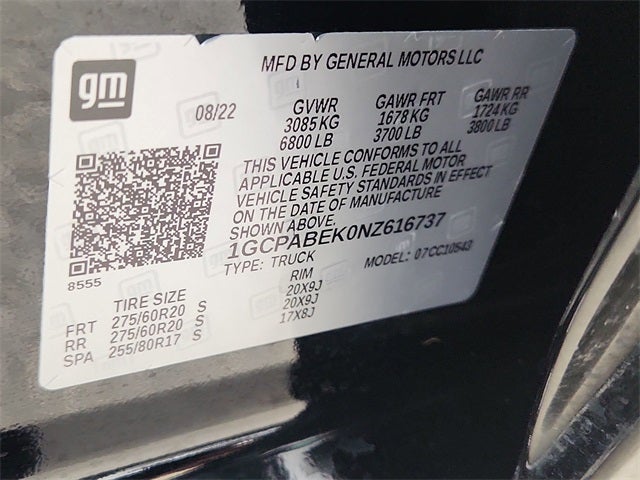 gm
MFD BY GENERAL MOTORS LLC
08/22 GVWR GAWR FRT GAWR RR
3085 KG 1678 KG 1724 KG
6800 LB 3700 LB 3800 LB
THIS VEHICLE CONFORMS TO ALL
APPLICABLE U.S. FEDERAL MOTOR
VEHICLE SAFETY STANDARDS IN EFFECT
ON THE DATE OF MANUFACTURE
SHOWN ABOVE.
1GCPABEK0NZ616737
TYPE: TRUCK MODEL: 07CC10543
8555
TIRE SIZE RIM
FRT 275/60R20 S 20X9J
RR 275/60R20 S 20X9J
SPA 255/80R17 S 17X8J